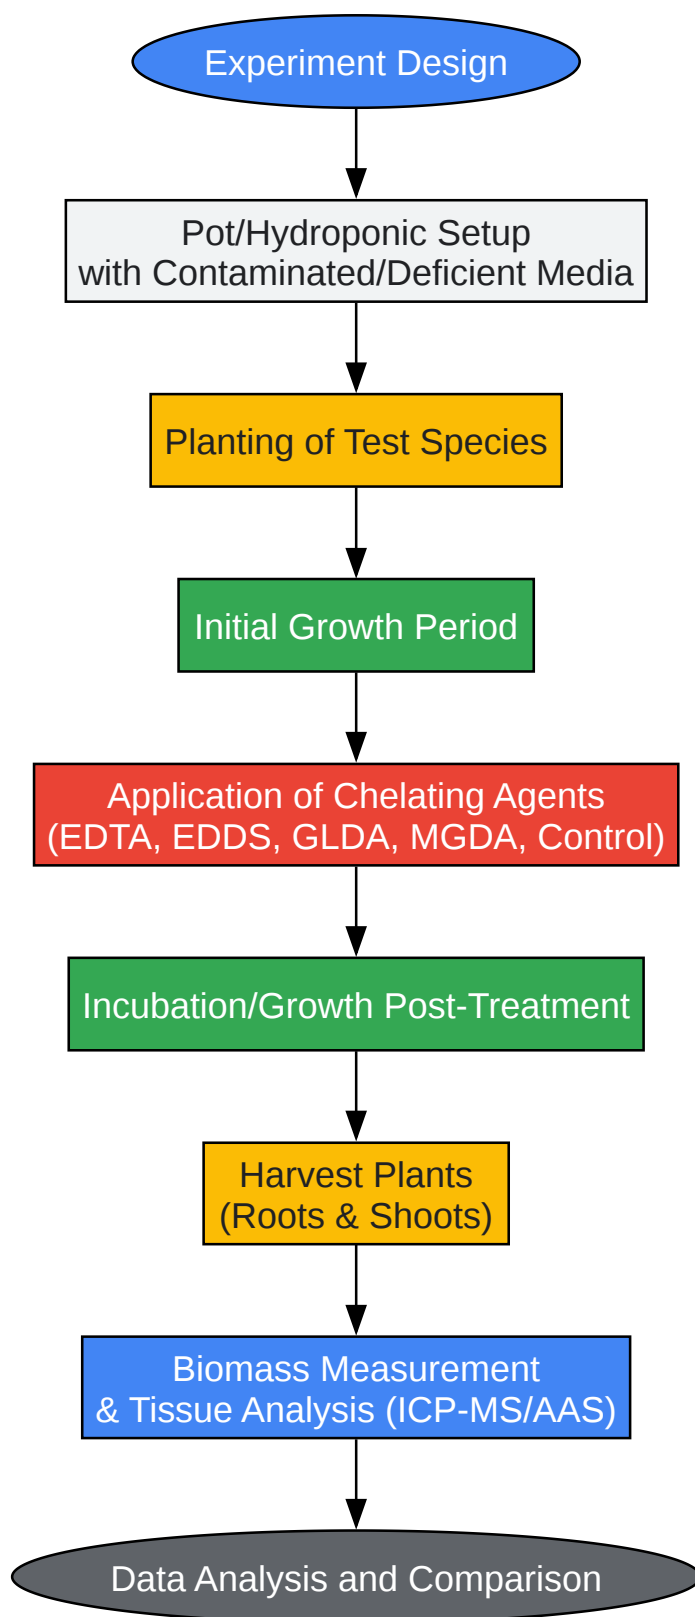 Experiment Design
Pot/Hydroponic Setup
with Contaminated/Deficient Media
Planting of Test Species
Initial Growth Period
Application of Chelating Agents
(EDTA, EDDS, GLDA, MGDA, Control)
Incubation/Growth Post-Treatment
Harvest Plants
(Roots & Shoots)
Biomass Measurement
& Tissue Analysis (ICP-MS/AAS)
Data Analysis and Comparison